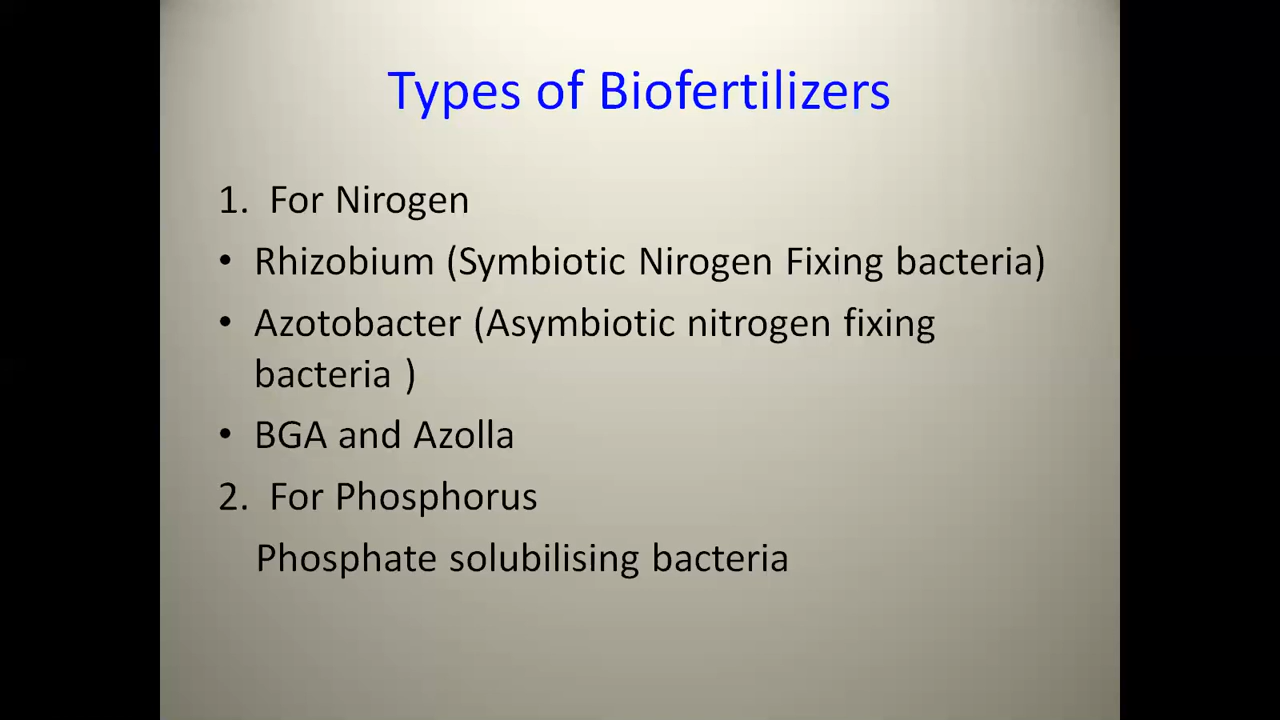 Types of Biofertilizers
1. For Nirogen
• Rhizobium (Symbiotic Nirogen Fixing bacteria)
• Azotobacter (Asymbiotic nitrogen fixing
bacteria )
• BGA and Azolla
2. For Phosphorus
Phosphate solubilising bacteria